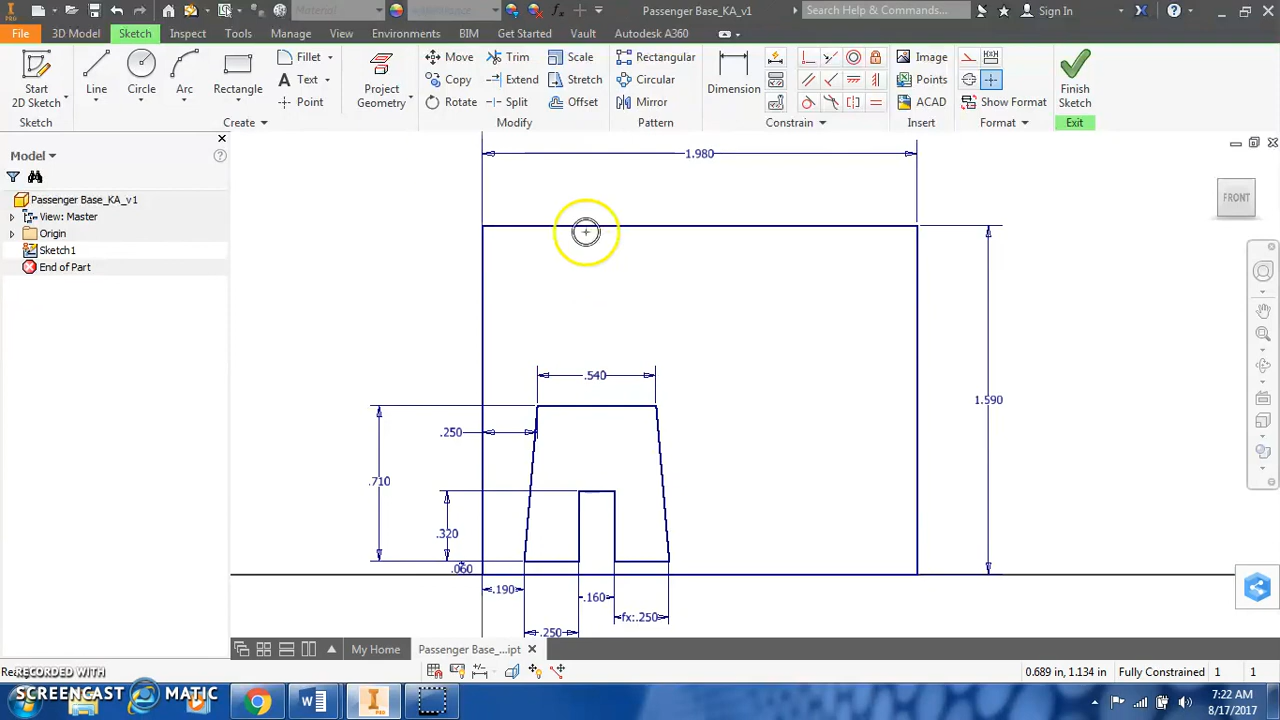 Passenger Base_KA_v1
Search Help & Commands...
Sign In
PRO
File
3D Model
Sketch
Inspect
Tools
Manage
View
Environments
BIM
Get Started
Vault
Autodesk A360
Start
2D Sketch
Line
Circle
Arc
Rectangle
Fillet
Text
Point
Project
Geometry
Move
Copy
Rotate
Trim
Extend
Split
Scale
Stretch
Offset
Rectangular
Circular
Mirror
Dimension
Image
Points
ACAD
Show Format
Finish
Sketch
Sketch
Create
Modify
Pattern
Constrain
Insert
Format
Exit
Model
Passenger Base_KA_v1
View: Master
Origin
Sketch1
End of Part
FRONT
1.980
1.590
.540
.250
.710
.320
.060
.190
.160
fx:.250
.250
My Home
Passenger Base_...ipt
0.689 in, 1.134 in
Fully Constrained
1
1
RECORDED WITH
SCREENCAST MATIC
7:22 AM
8/17/2017